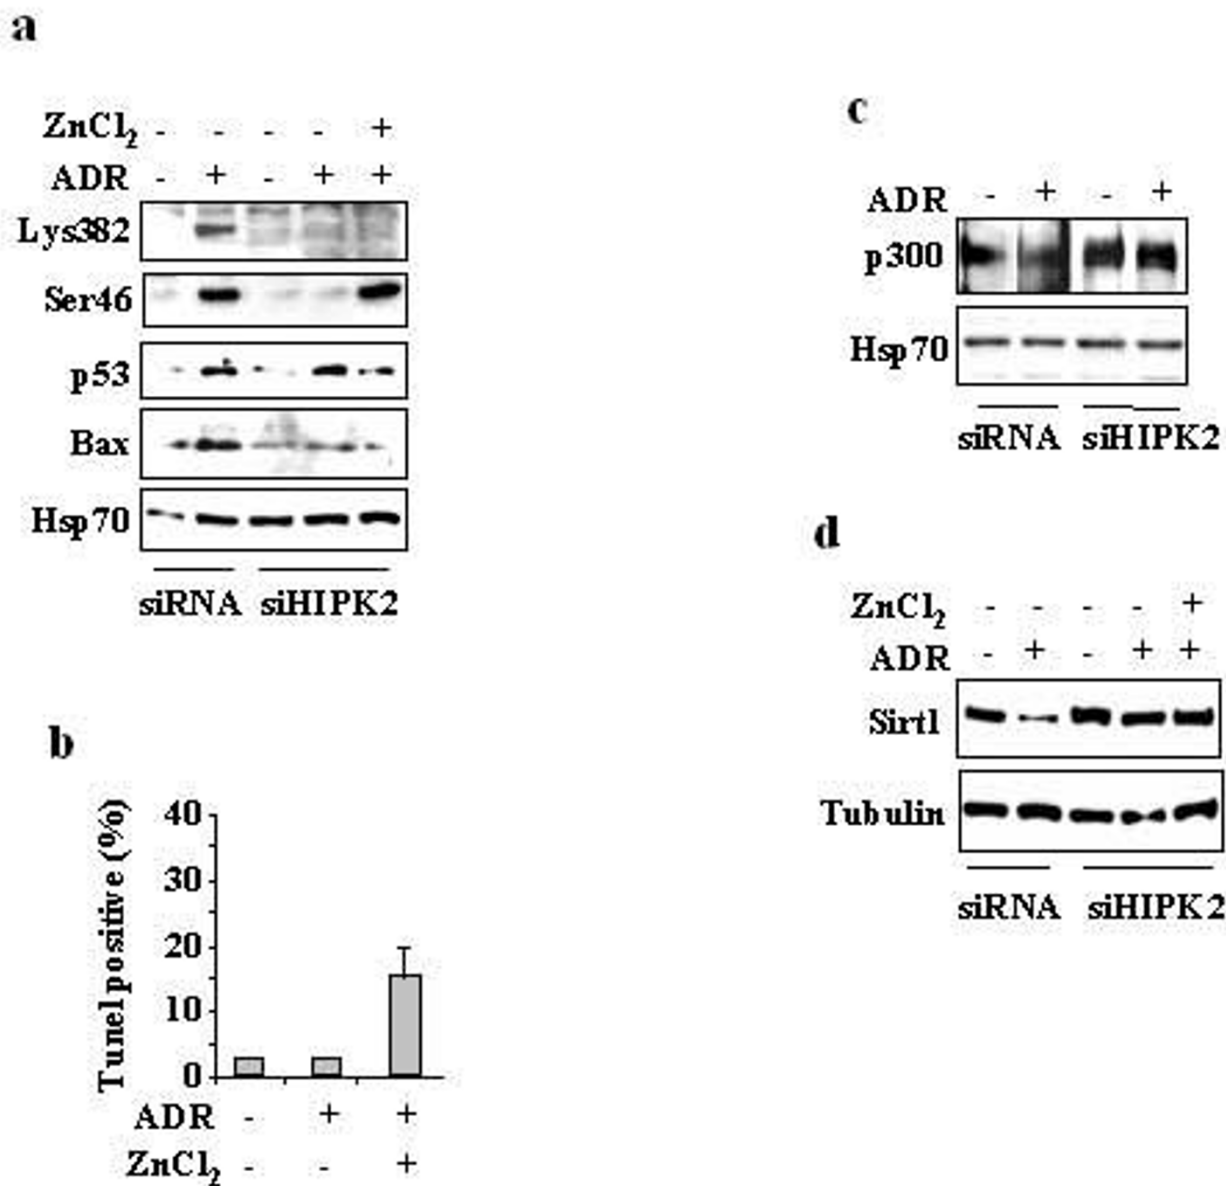 a
ZnCl2 - - - - +
ADR - + - + +
Lys382
Ser46
p53
Bax
Hsp70
siRNA siHIPK2
b
Tunel positive (%)
40
30
20
10
0
ADR - + +
ZnCl2 - - +
c
ADR - + - +
p300
Hsp70
siRNA siHIPK2
d
ZnCl2 - - - - +
ADR - + - + +
Sirt1
Tubulin
siRNA siHIPK2